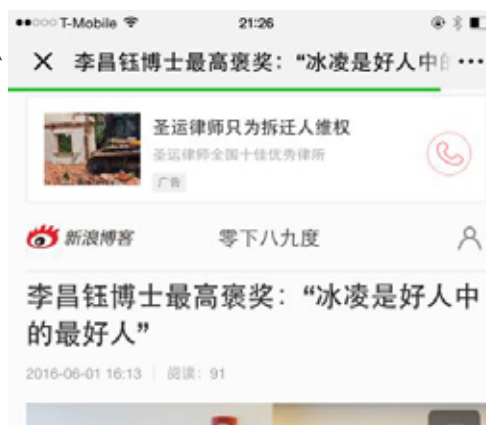 T-Mobile 21:26
李昌钰博士最高褒奖：“冰凌是好人中
圣运律师只为拆迁人维权
圣运律师全国十佳优秀律所
广告
新浪博客 零下八九度
李昌钰博士最高褒奖：“冰凌是好人中
的最好人”
2016-06-01 16:13 阅读：91